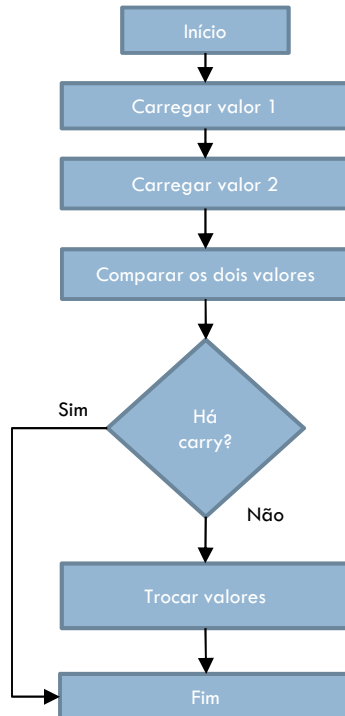 Início
Carregar valor 1
Carregar valor 2
Comparar os dois valores
Sim
Há
carry?
Não
Trocar valores
Fim